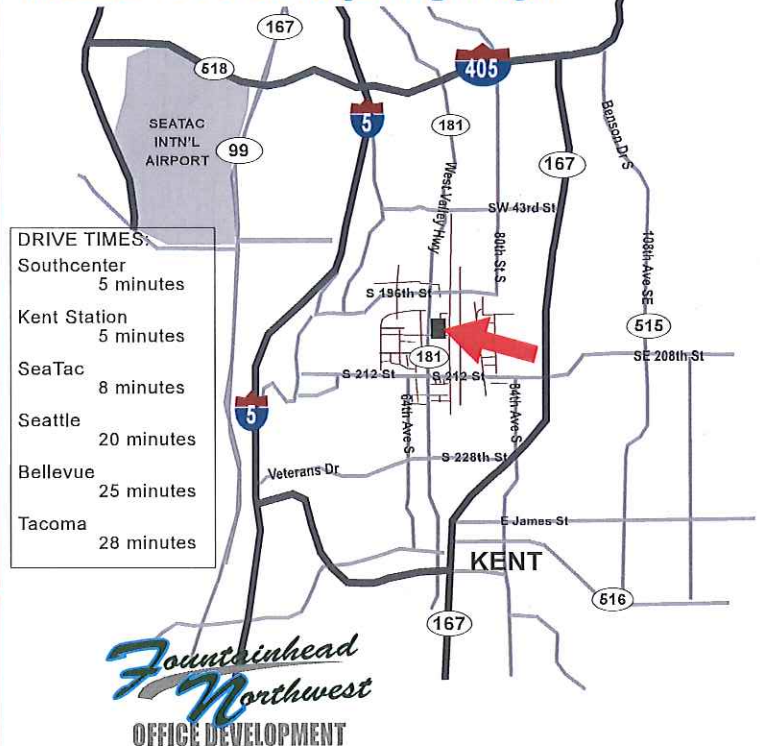 167
518
405
SEATAC
INT'L
AIRPORT
5
181
99
167
Benson Dr S
West Valley Hwy
SW 43rd St
80th St S
108th Ave SE
DRIVE TIMES:
Southcenter
5 minutes
Kent Station
5 minutes
SeaTac
8 minutes
Seattle
20 minutes
Bellevue
25 minutes
Tacoma
28 minutes
S 196th St
515
181
SE 208th St
S 212 St
S 212 St
5
64th Ave S
84th Ave S
S 228th St
Veterans Dr
E James St
KENT
516
167
Fountainhead
Northwest
OFFICE DEVELOPMENT